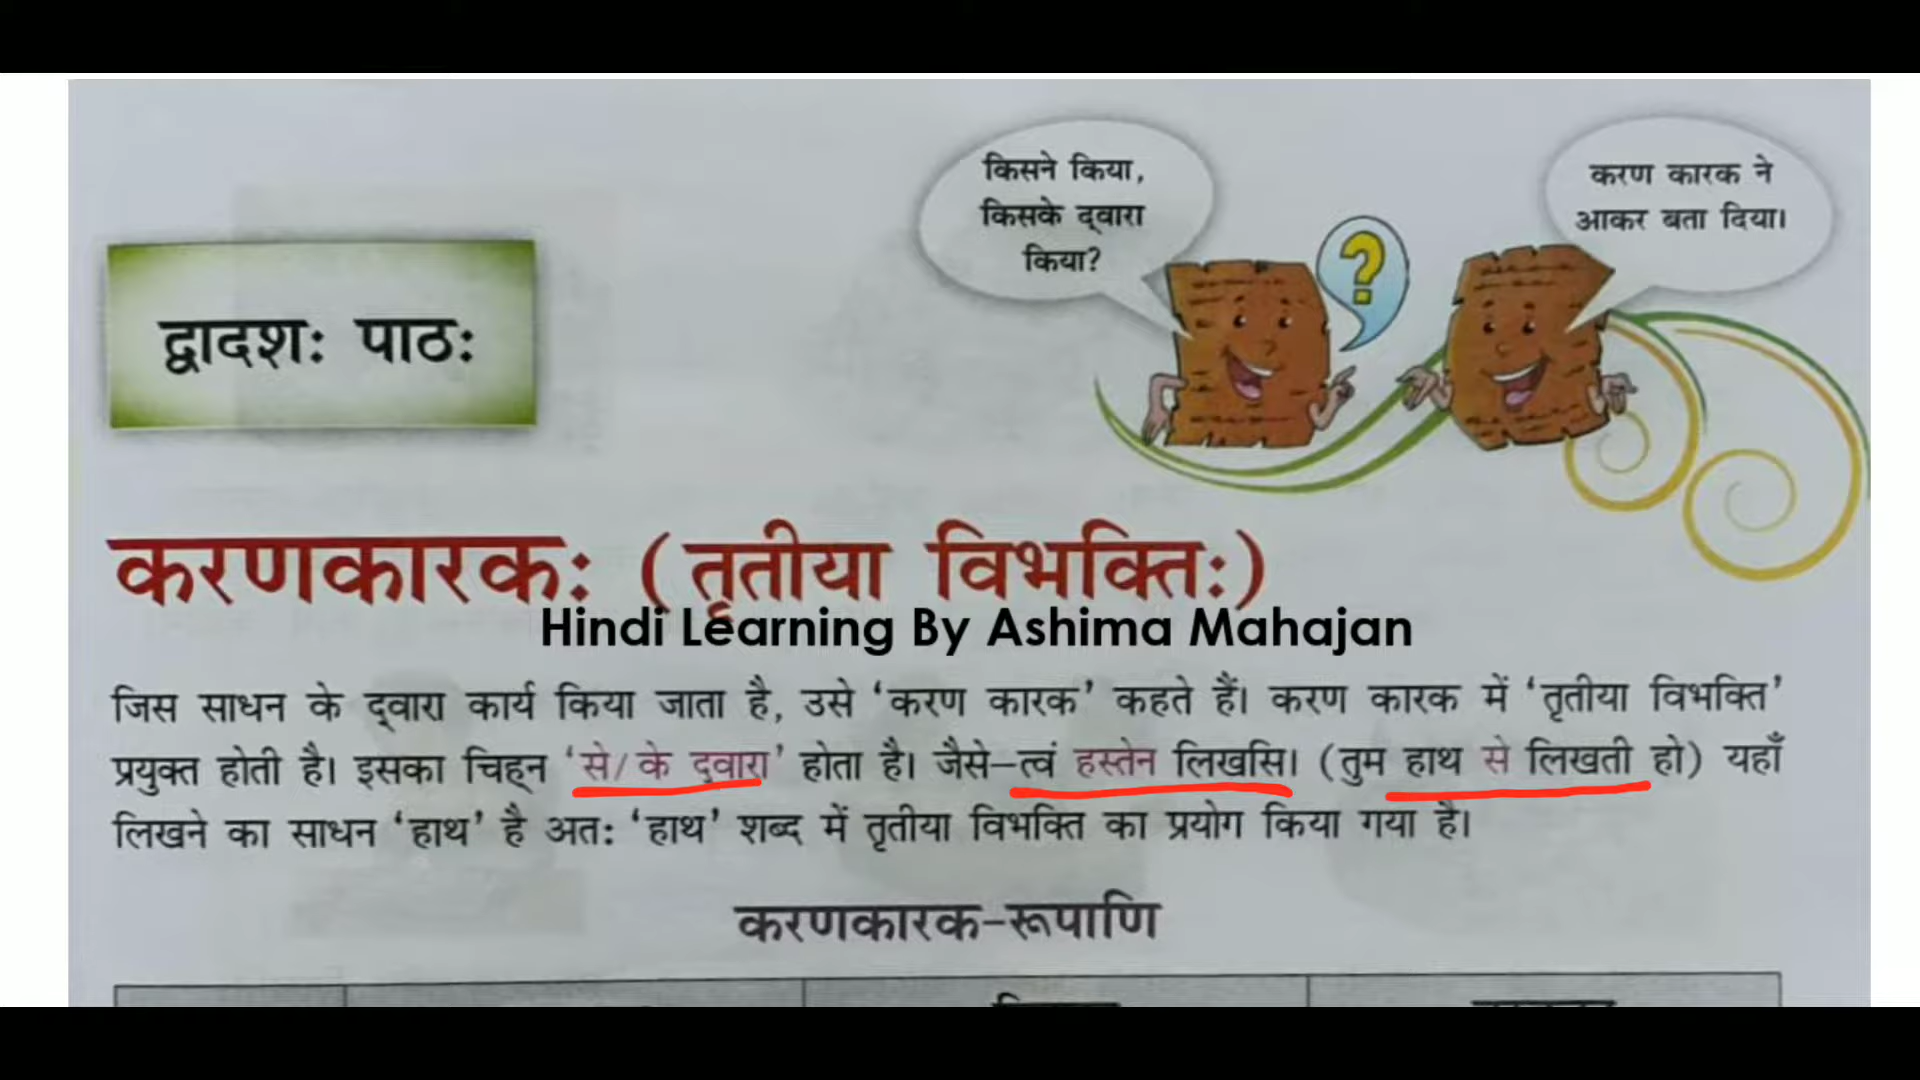 किसने किया,
किसके द्वारा
किया?
करण कारक ने
आकर बता दिया।
?
द्वादशः पाठः
करणकारकः (तृतीया विभक्तिः)
Hindi Learning By Ashima Mahajan
जिस साधन के द्वारा कार्य किया जाता है, उसे ‘करण कारक’ कहते हैं। करण कारक में ‘तृतीया विभक्ति’
प्रयुक्त होती है। इसका चिह्न ‘से/के द्वारा’ होता है। जैसे–त्वं हस्तेन लिखसि। (तुम हाथ से लिखती हो) यहाँ
लिखने का साधन ‘हाथ’ है अतः ‘हाथ’ शब्द में तृतीया विभक्ति का प्रयोग किया गया है।
करणकारक-रूपाणि